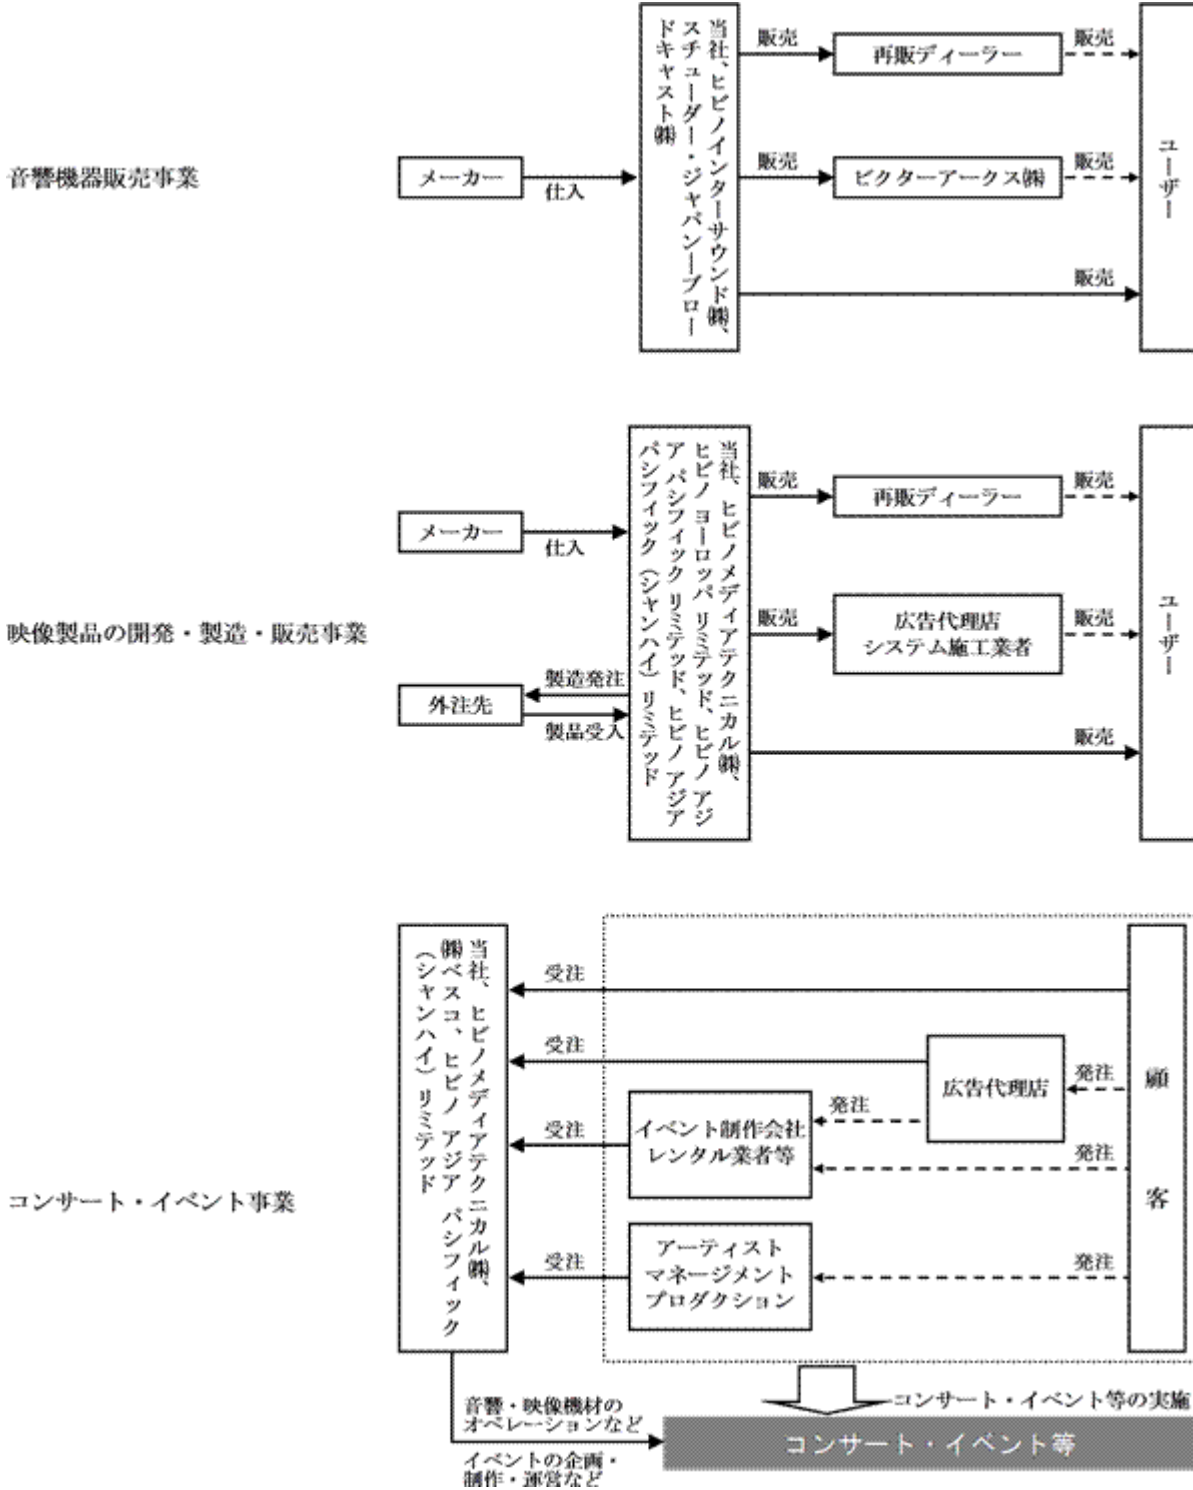 音響機器販売事業
メーカー
仕入
当社、ヒビノインターサウンド㈱、
スチューダー・ジャパン―ブロー
ドキャスト㈱
販売
再販ディーラー
販売
販売
ビクターアークス㈱
販売
販売
ユーザー
映像製品の開発・製造・販売事業
メーカー
仕入
外注先
製造発注
製品受入
当社、ヒビノメディアテクニカル㈱、
ヒビノ ヨーロッパ リミテッド、ヒビノ アジ
ア パシフィック リミテッド、ヒビノ アジア
パシフィック（シャンハイ）リミテッド
販売
再販ディーラー
販売
販売
広告代理店
システム施工業者
販売
販売
ユーザー
コンサート・イベント事業
当社、ヒビノメディアテクニカル㈱、
㈱ベスコ、ヒビノ アジア パシフィック
（シャンハイ）リミテッド
受注
受注
広告代理店
発注
発注
受注
イベント制作会社
レンタル業者等
発注
受注
アーティスト
マネージメント
プロダクション
発注
顧客
音響・映像機材の
オペレーションなど
イベントの企画・
制作・運営など
コンサート・イベント等の実施
コンサート・イベント等